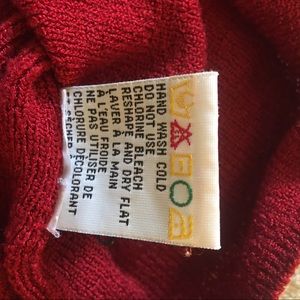 HAND WASH COLD
DO NOT USE
CHLORINE BLEACH
RESHAPE AND DRY FLAT
LAVER À LA MAIN
À L'EAU FROIDE
NE PAS UTILISER DE
CHLORURE DÉCOLORANT